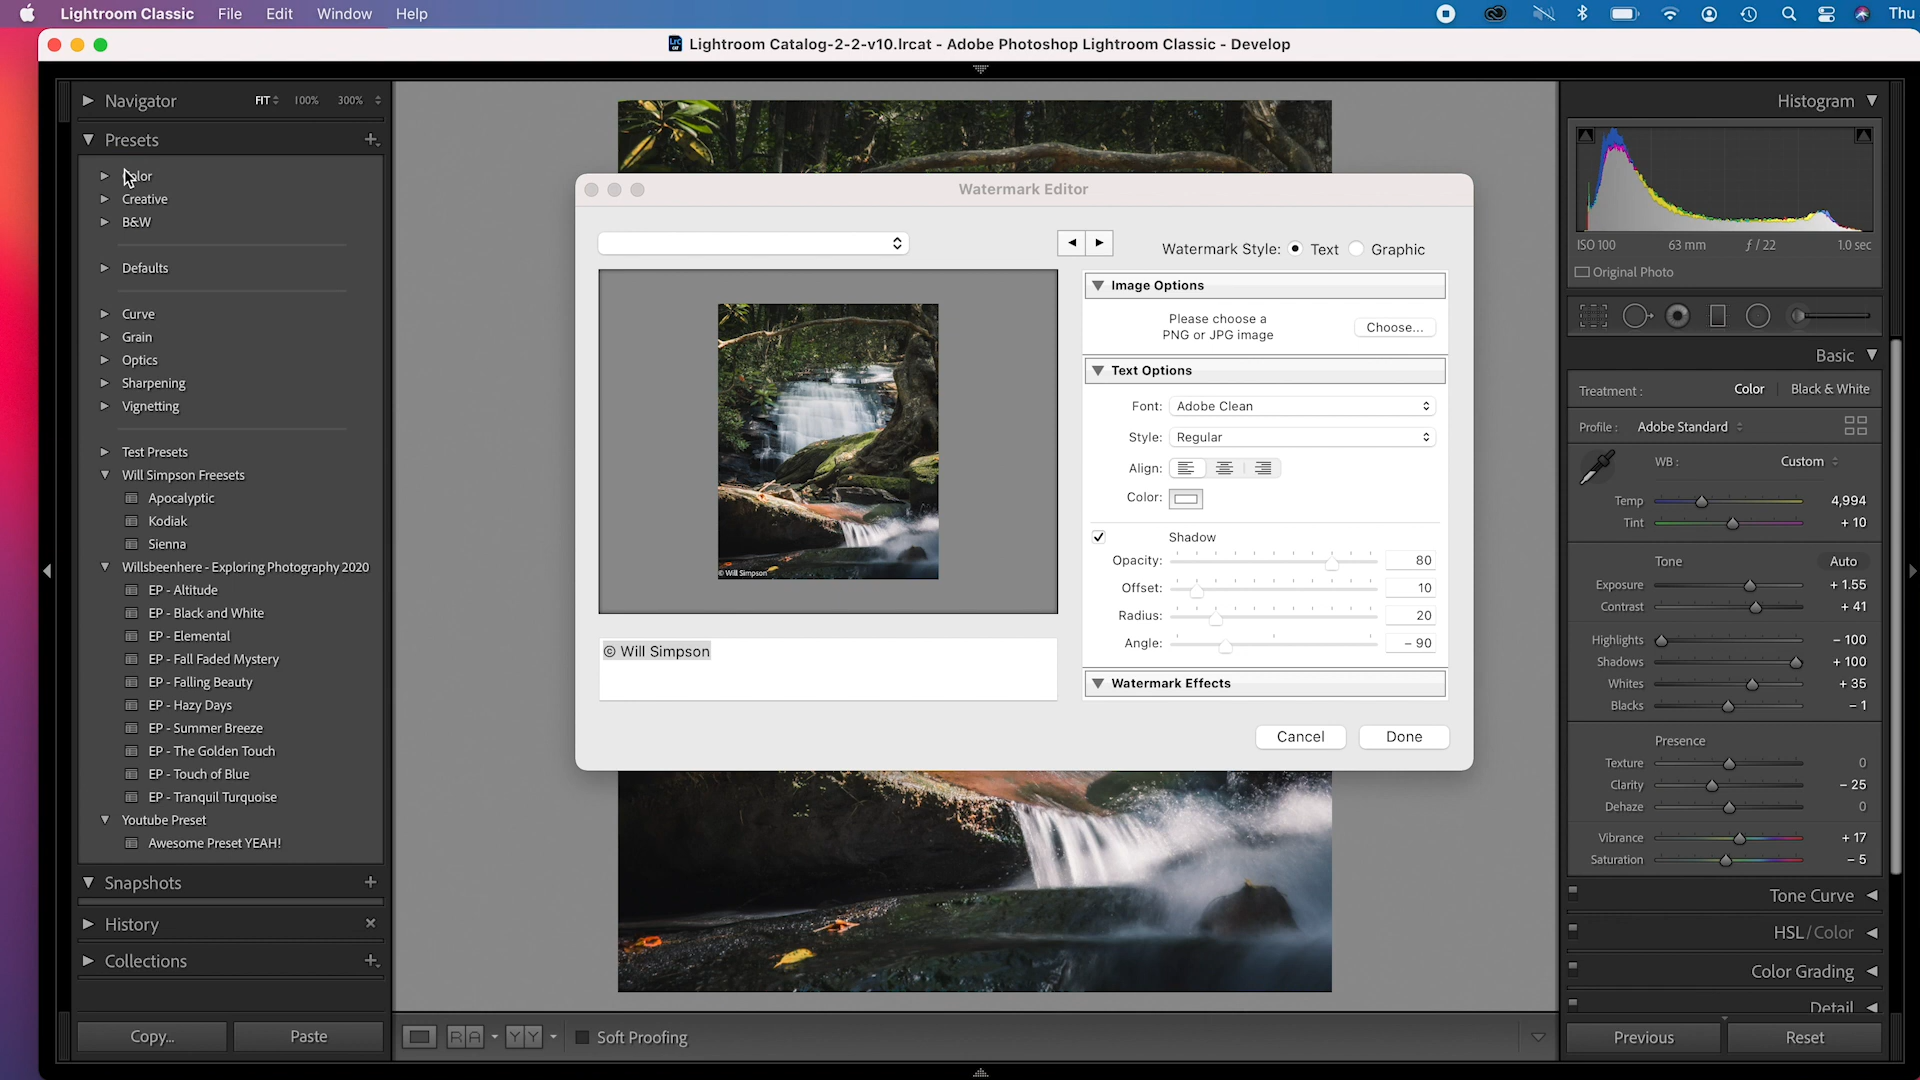 Lightroom Classic File Edit Window Help Thu
Lightroom Catalog-2-2-v10.lrcat - Adobe Photoshop Lightroom Classic - Develop
Navigator FIT 100% 300%
Presets
Creative
B&W
Defaults
Curve
Grain
Optics
Sharpening
Vignetting
Test Presets
Will Simpson Freesets
Apocalyptic
Kodiak
Sienna
Willsbeenhere - Exploring Photography 2020
EP - Altitude
EP - Black and White
EP - Elemental
EP - Fall Faded Mystery
EP - Falling Beauty
EP - Hazy Days
EP - Summer Breeze
EP - The Golden Touch
EP - Touch of Blue
EP - Tranquil Turquoise
Youtube Preset
Awesome Preset YEAH!
Snapshots
History
Collections
Copy... Paste
Watermark Editor
Watermark Style: Text Graphic
Image Options
Please choose a
PNG or JPG image
Choose...
Text Options
Font: Adobe Clean
Style: Regular
Align:
Color:
Shadow
Opacity: 80
Offset: 10
Radius: 20
Angle: - 90
Watermark Effects
Cancel Done
© Will Simpson
© Will Simpson
R A Y Y Soft Proofing
Histogram
ISO 100 63 mm f / 22 1.0 sec
Original Photo
Basic
Treatment : Color Black & White
Profile : Adobe Standard
WB : Custom
Temp 4,994
Tint + 10
Tone Auto
Exposure + 1.55
Contrast + 41
Highlights - 100
Shadows + 100
Whites + 35
Blacks - 1
Presence
Texture 0
Clarity - 25
Dehaze 0
Vibrance + 17
Saturation - 5
Tone Curve
HSL / Color
Color Grading
Detail
Previous Reset